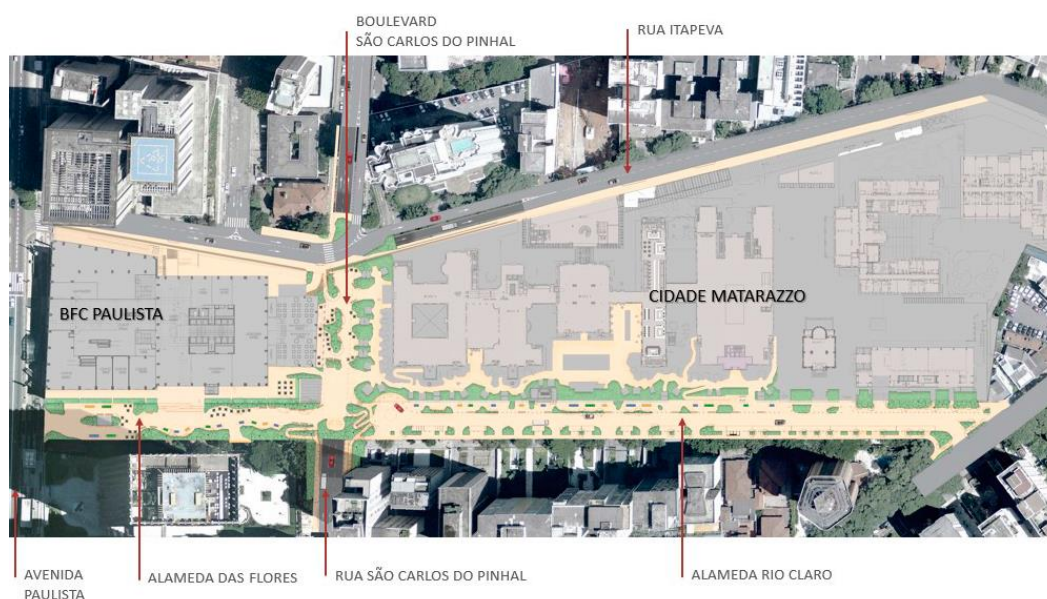 BOULEVARD
SÃO CARLOS DO PINHAL
RUA ITAPEVA
BFC PAULISTA
CIDADE MATARAZZO
AVENIDA
PAULISTA
ALAMEDA DAS FLORES
RUA SÃO CARLOS DO PINHAL
ALAMEDA RIO CLARO